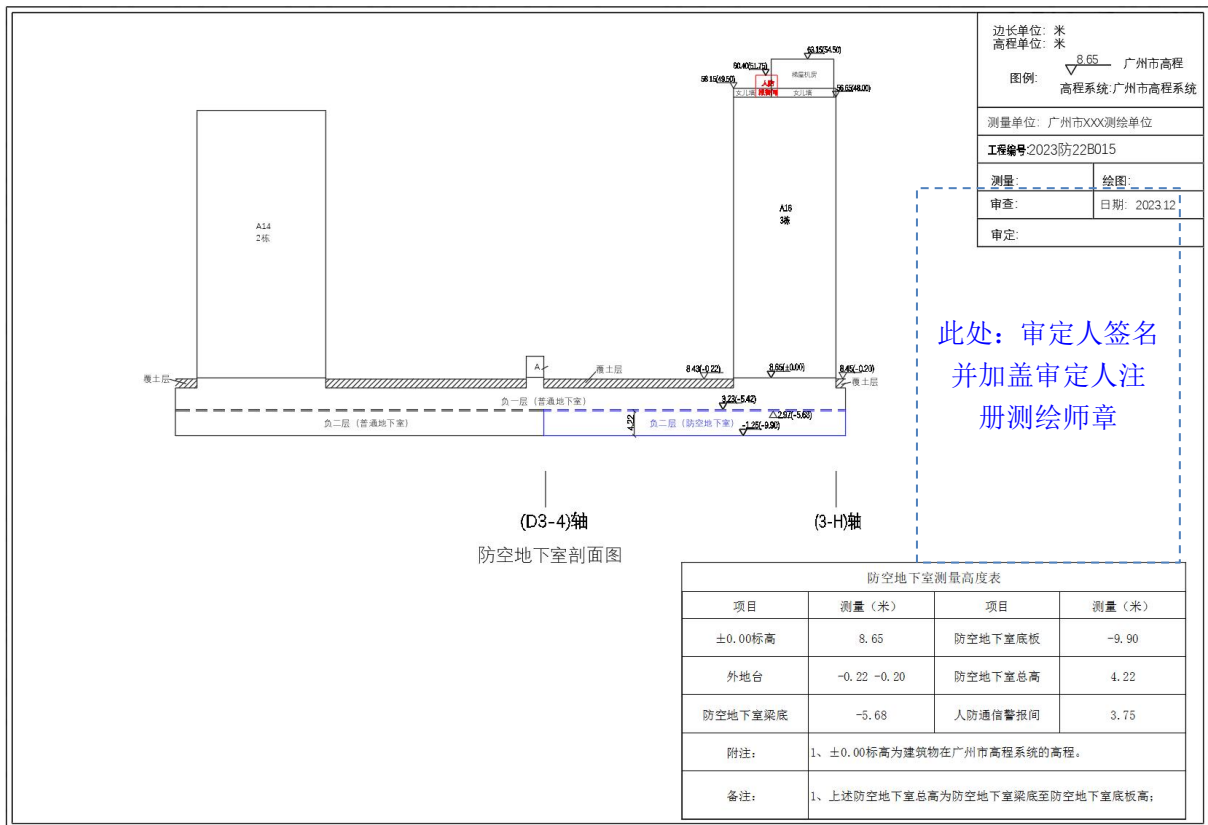 边长单位: 米
高程单位: 米
图例:
8.65
广州市高程
高程系统:广州市高程系统
测量单位: 广州市XXX测绘单位
工程编号:2023防22B015
测量:
绘图:
审查:
日期: 2023.12
审定:
63.15(54.50)
60.40(51.75)
梯屋机房
人防
58.15(49.50)
女儿墙
女儿墙
56.65(48.00)
A14
2栋
A16
3栋
此处：审定人签名
并加盖审定人注
册测绘师章
覆土层
A
覆土层
8.43(-0.22)
8.65(±0.00)
8.45(-0.20)
覆土层
负一层 (普通地下室)
3.23(-5.42)
负二层 (普通地下室)
4.22
负二层 (防空地下室)
2.97(-5.68)
-1.25(-9.90)
(D3-4)轴
(3-H)轴
防空地下室剖面图
防空地下室测量高度表
项目 测量（米） 项目 测量（米）
±0.00标高 8.65 防空地下室底板 -9.90
外地台 -0.22 -0.20 防空地下室总高 4.22
防空地下室梁底 -5.68 人防通信警报间 3.75
附注: 1、±0.00标高为建筑物在广州市高程系统的高程。
备注: 1、上述防空地下室总高为防空地下室梁底至防空地下室底板高;